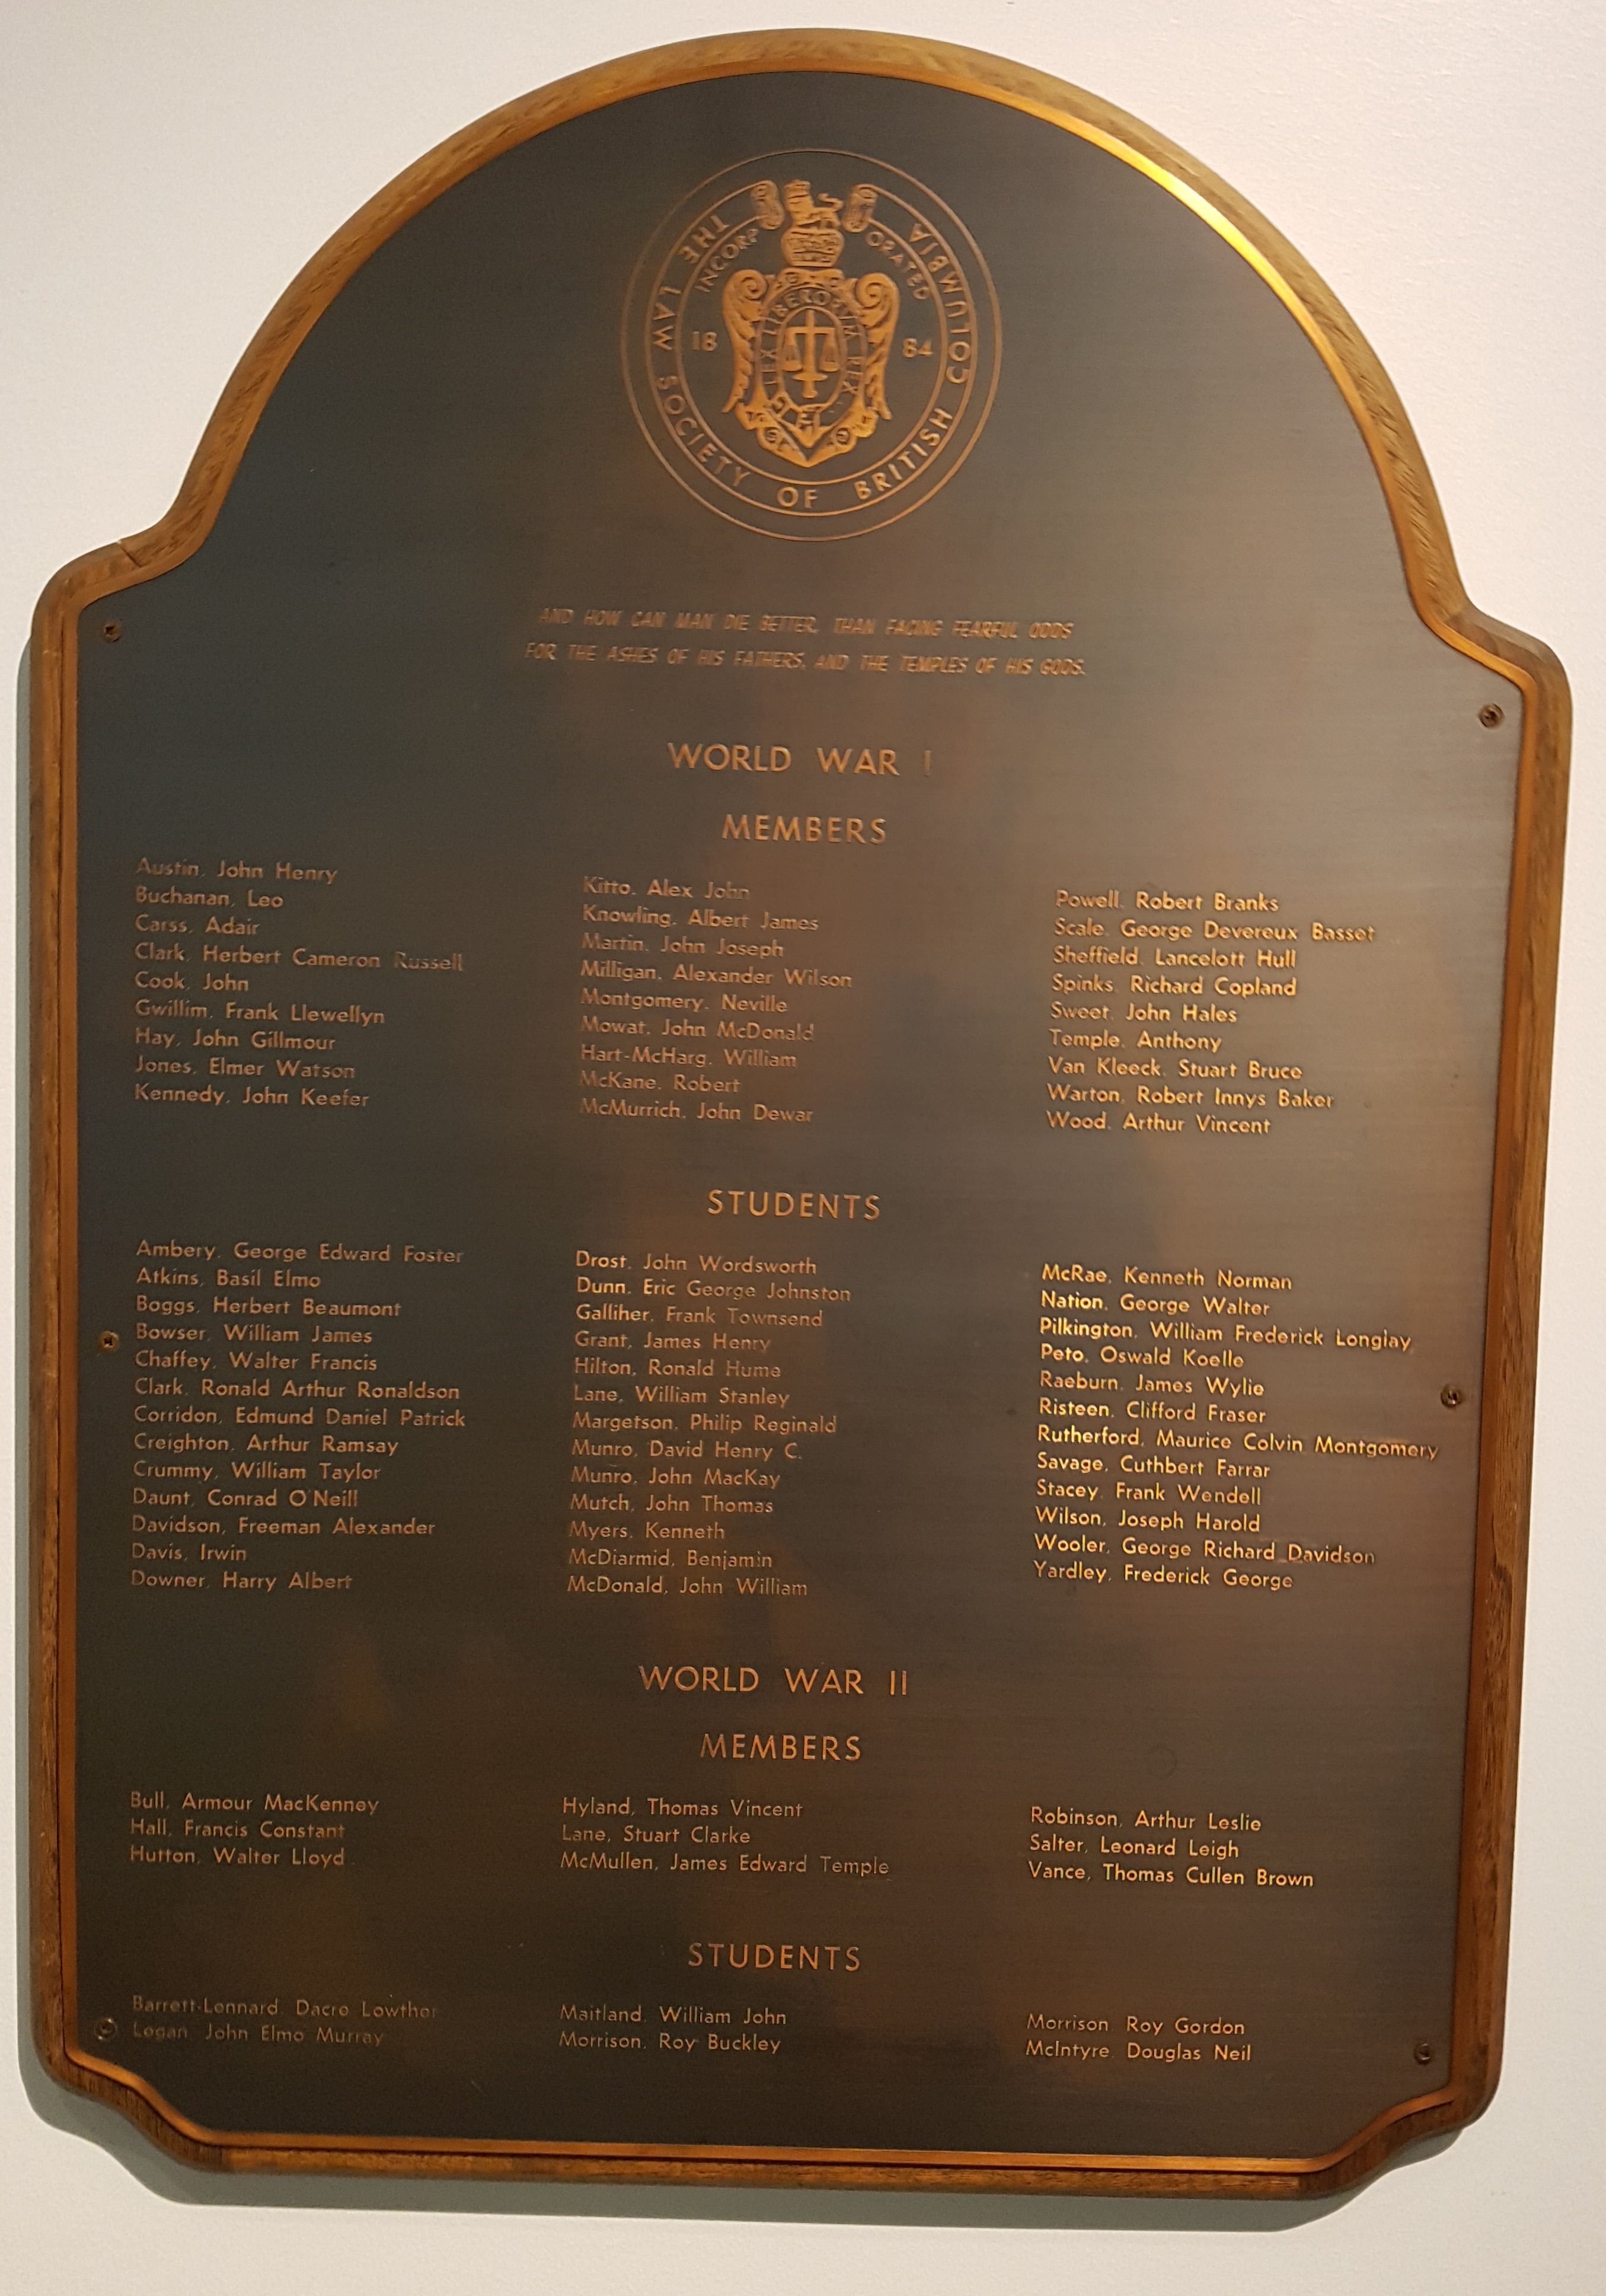 THE LAW SOCIETY OF BRITISH COLUMBIA
INCORPORATED
1884
LEX LIBERORUM REX
AND HOW CAN MAN DIE BETTER, THAN FACING FEARFUL ODDS
FOR THE ASHES OF HIS FATHERS, AND THE TEMPLES OF HIS GODS.
WORLD WAR I
MEMBERS
Austin, John Henry
Buchanan, Leo
Carss, Adair
Clark, Herbert Cameron Russell
Cook, John
Gwillim, Frank Llewellyn
Hay, John Gillmour
Jones, Elmer Watson
Kennedy, John Keefer
Kitto, Alex John
Knowling, Albert James
Martin, John Joseph
Milligan, Alexander Wilson
Montgomery, Neville
Mowat, John McDonald
Hart-McHarg, William
McKane, Robert
McMurrich, John Dewar
Powell, Robert Branks
Scale, George Devereux Basset
Sheffield, Lancelott Hull
Spinks, Richard Copland
Sweet, John Hales
Temple, Anthony
Van Kleeck, Stuart Bruce
Warton, Robert Innys Baker
Wood, Arthur Vincent
STUDENTS
Ambery, George Edward Foster
Atkins, Basil Elmo
Boggs, Herbert Beaumont
Bowser, William James
Chaffey, Walter Francis
Clark, Ronald Arthur Ronaldson
Corridon, Edmund Daniel Patrick
Creighton, Arthur Ramsay
Crummy, William Taylor
Daunt, Conrad O'Neill
Davidson, Freeman Alexander
Davis, Irwin
Downer, Harry Albert
Drost, John Wordsworth
Dunn, Eric George Johnston
Galliher, Frank Townsend
Grant, James Henry
Hilton, Ronald Hume
Lane, William Stanley
Margetson, Philip Reginald
Munro, David Henry C.
Munro, John MacKay
Mutch, John Thomas
Myers, Kenneth
McDiarmid, Benjamin
McDonald, John William
McRae, Kenneth Norman
Nation, George Walter
Pilkington, William Frederick Longlay
Peto, Oswald Koelle
Raeburn, James Wylie
Risteen, Clifford Fraser
Rutherford, Maurice Colvin Montgomery
Savage, Cuthbert Farrar
Stacey, Frank Wendell
Wilson, Joseph Harold
Wooler, George Richard Davidson
Yardley, Frederick George
WORLD WAR II
MEMBERS
Bull, Armour MacKenney
Hall, Francis Constant
Hutton, Walter Lloyd
Hyland, Thomas Vincent
Lane, Stuart Clarke
McMullen, James Edward Temple
Robinson, Arthur Leslie
Salter, Leonard Leigh
Vance, Thomas Cullen Brown
STUDENTS
Barrett-Lennard, Dacre Lowther
Logan, John Elmo Murray
Maitland, William John
Morrison, Roy Buckley
Morrison, Roy Gordon
McIntyre, Douglas Neil